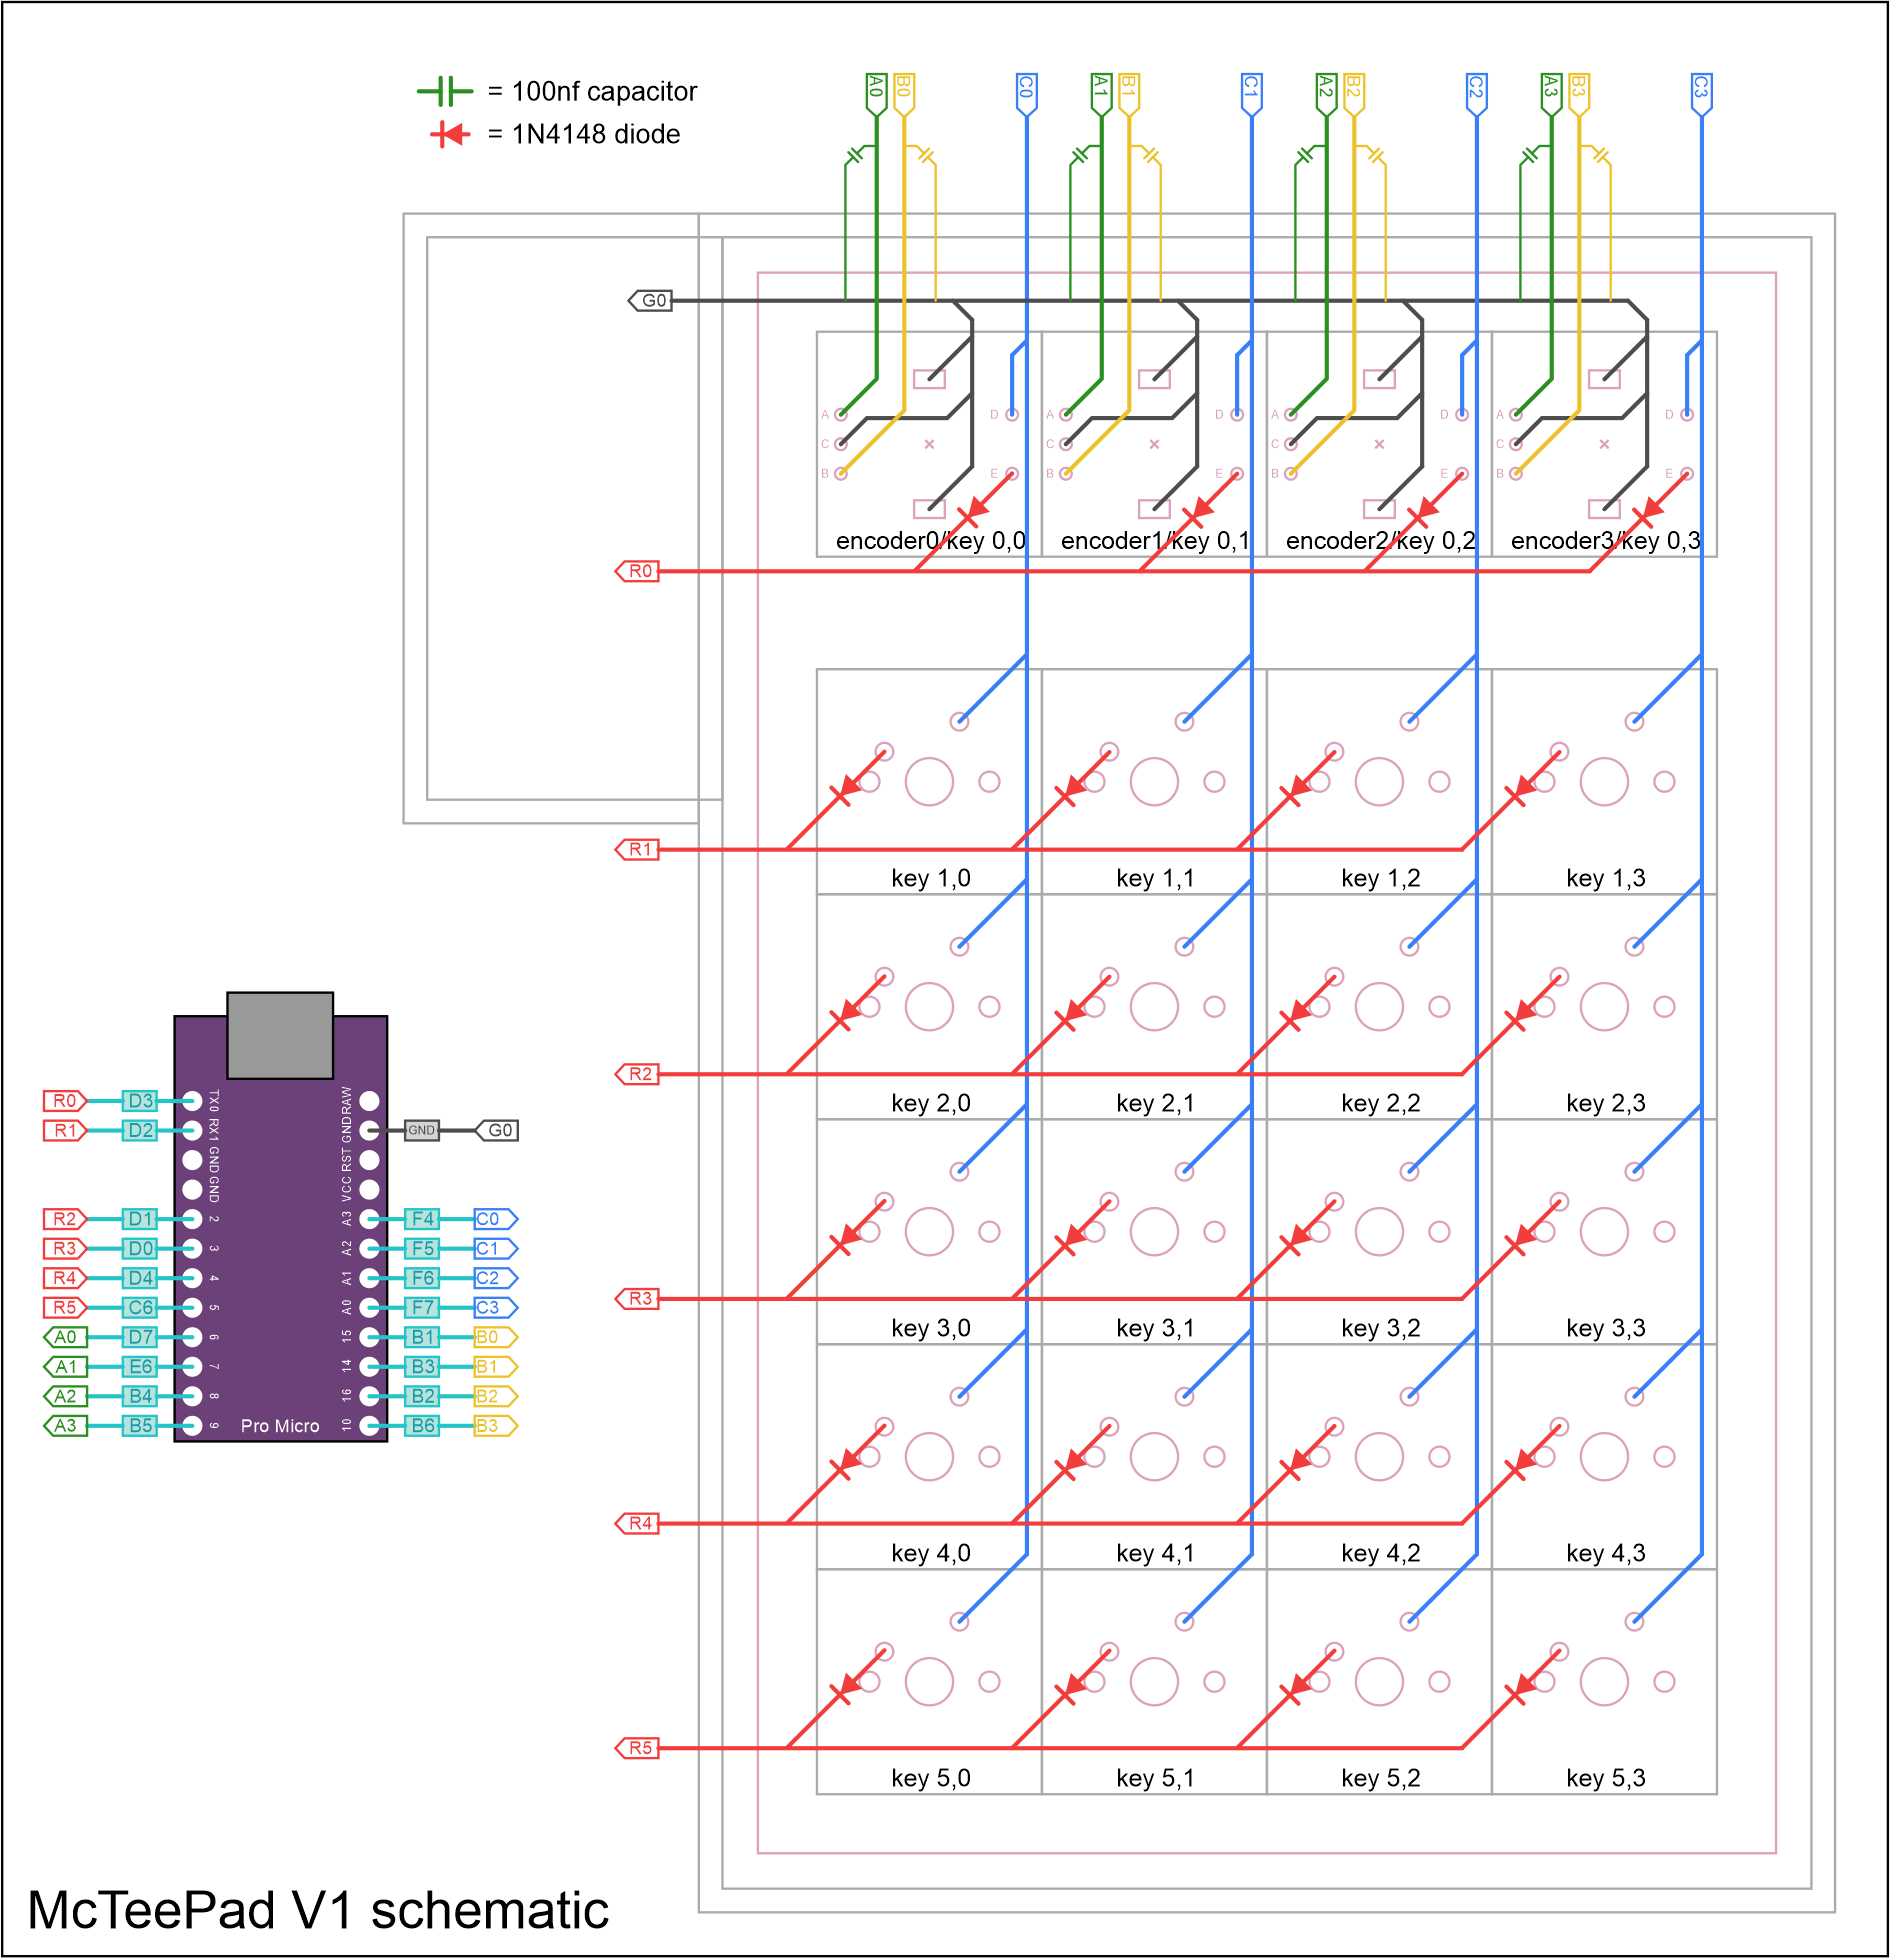 A0 B0 C0 A1 B1 C1 A2 B2 C2 A3 B3 C3
= 100nf capacitor
= 1N4148 diode
G0
A D A D A D A D
C C C C
B E B E B E B E
encoder0/key 0,0 encoder1/key 0,1 encoder2/key 0,2 encoder3/key 0,3
R0
R1
key 1,0 key 1,1 key 1,2 key 1,3
R2
key 2,0 key 2,1 key 2,2 key 2,3
R3
key 3,0 key 3,1 key 3,2 key 3,3
R4
key 4,0 key 4,1 key 4,2 key 4,3
R5
key 5,0 key 5,1 key 5,2 key 5,3
R0 D3 TX0 RAW
R1 D2 RX1 GND GND G0
GND RST
GND VCC
R2 D1 2 A3 F4 C0
R3 D0 3 A2 F5 C1
R4 D4 4 A1 F6 C2
R5 C6 5 A0 F7 C3
A0 D7 6 15 B1 B0
A1 E6 7 14 B3 B1
A2 B4 8 16 B2 B2
A3 B5 9 Pro Micro 10 B6 B3
McTeePad V1 schematic